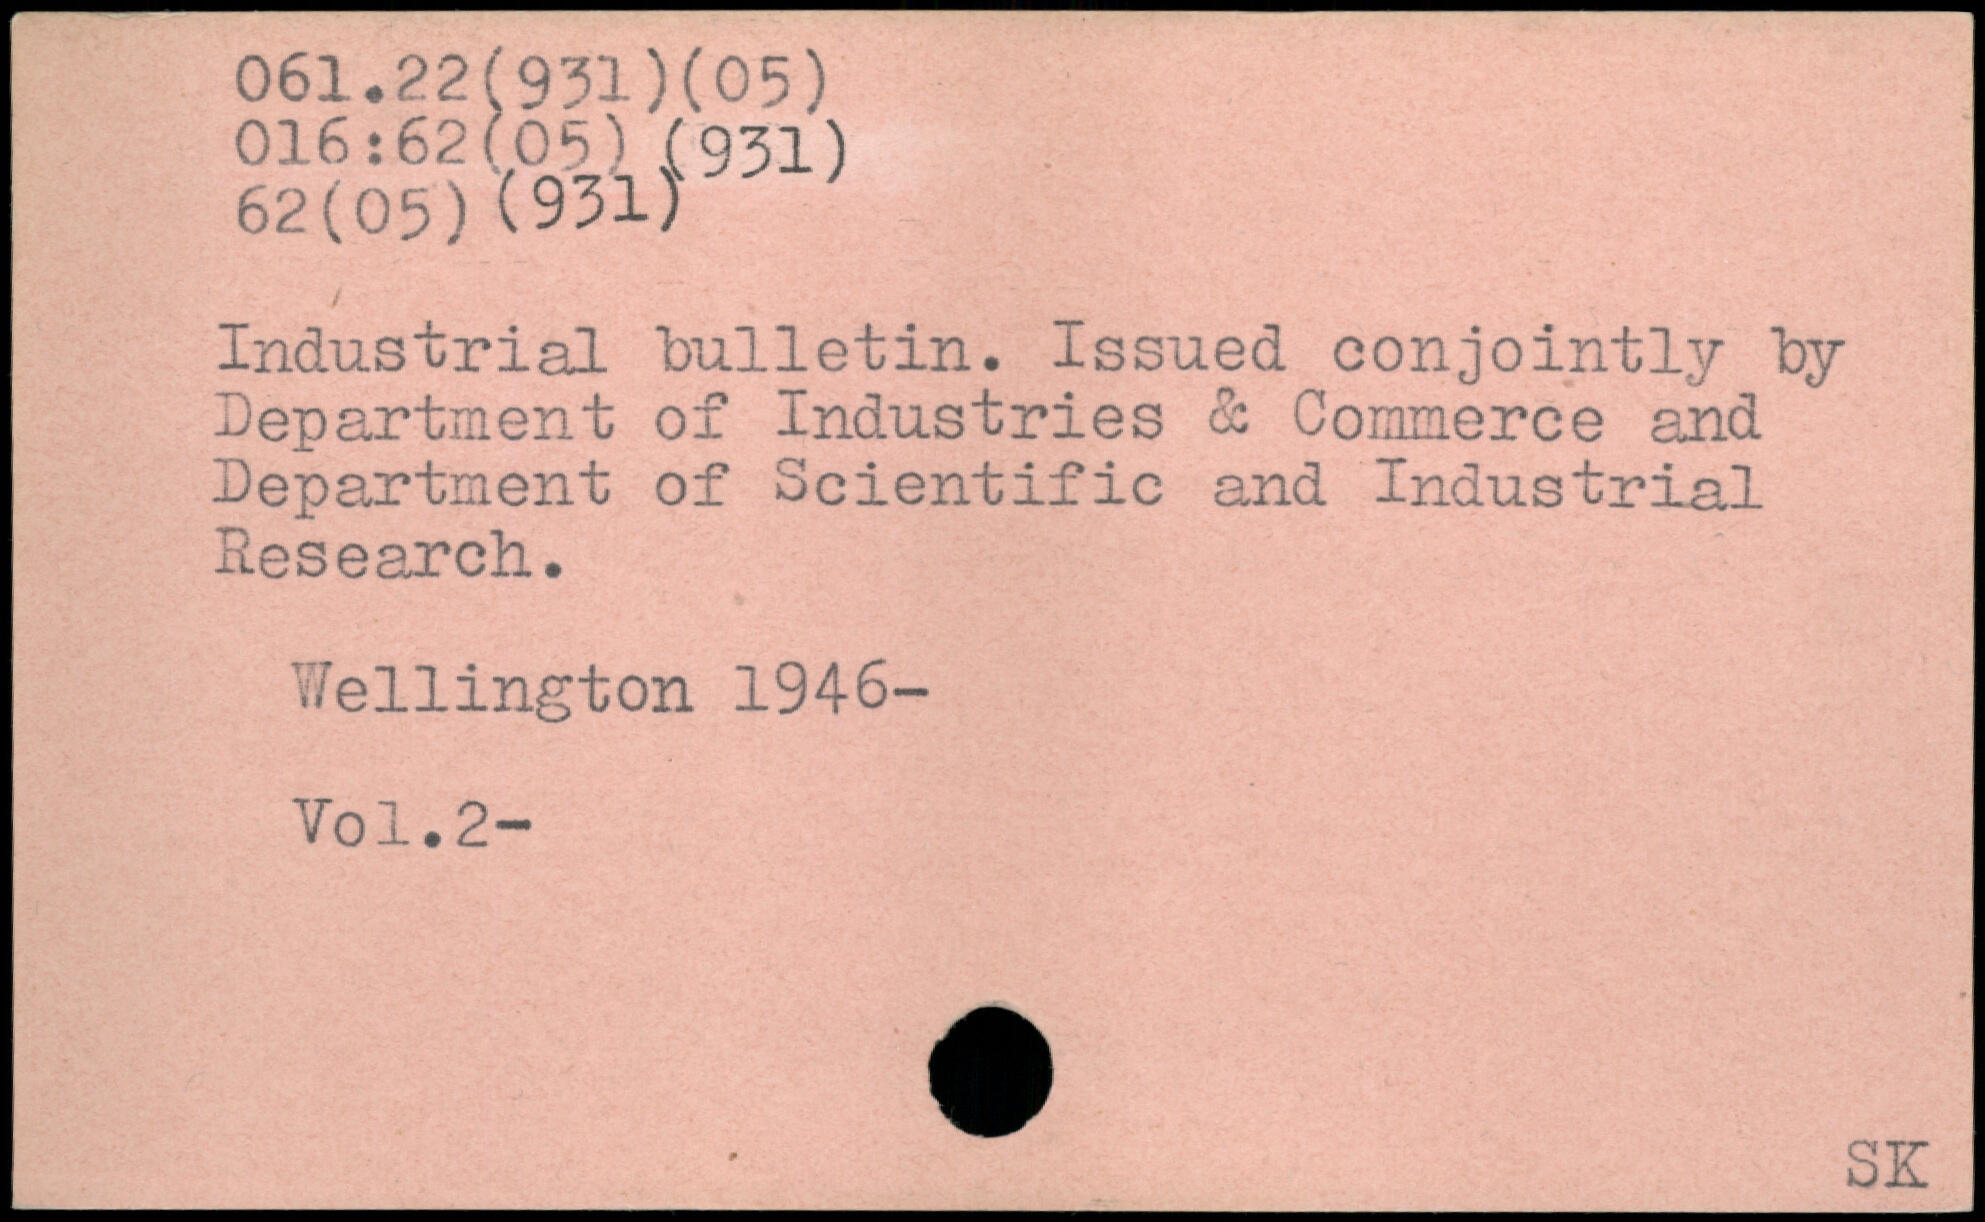 061.22(931)(05)
016:62(05) (931)
62(05) (931)
Industrial bulletin. Issued conjointly by
Department of Industries & Commerce and
Department of Scientific and Industrial
Research.
Wellington 1946-
Vol.2-
SK